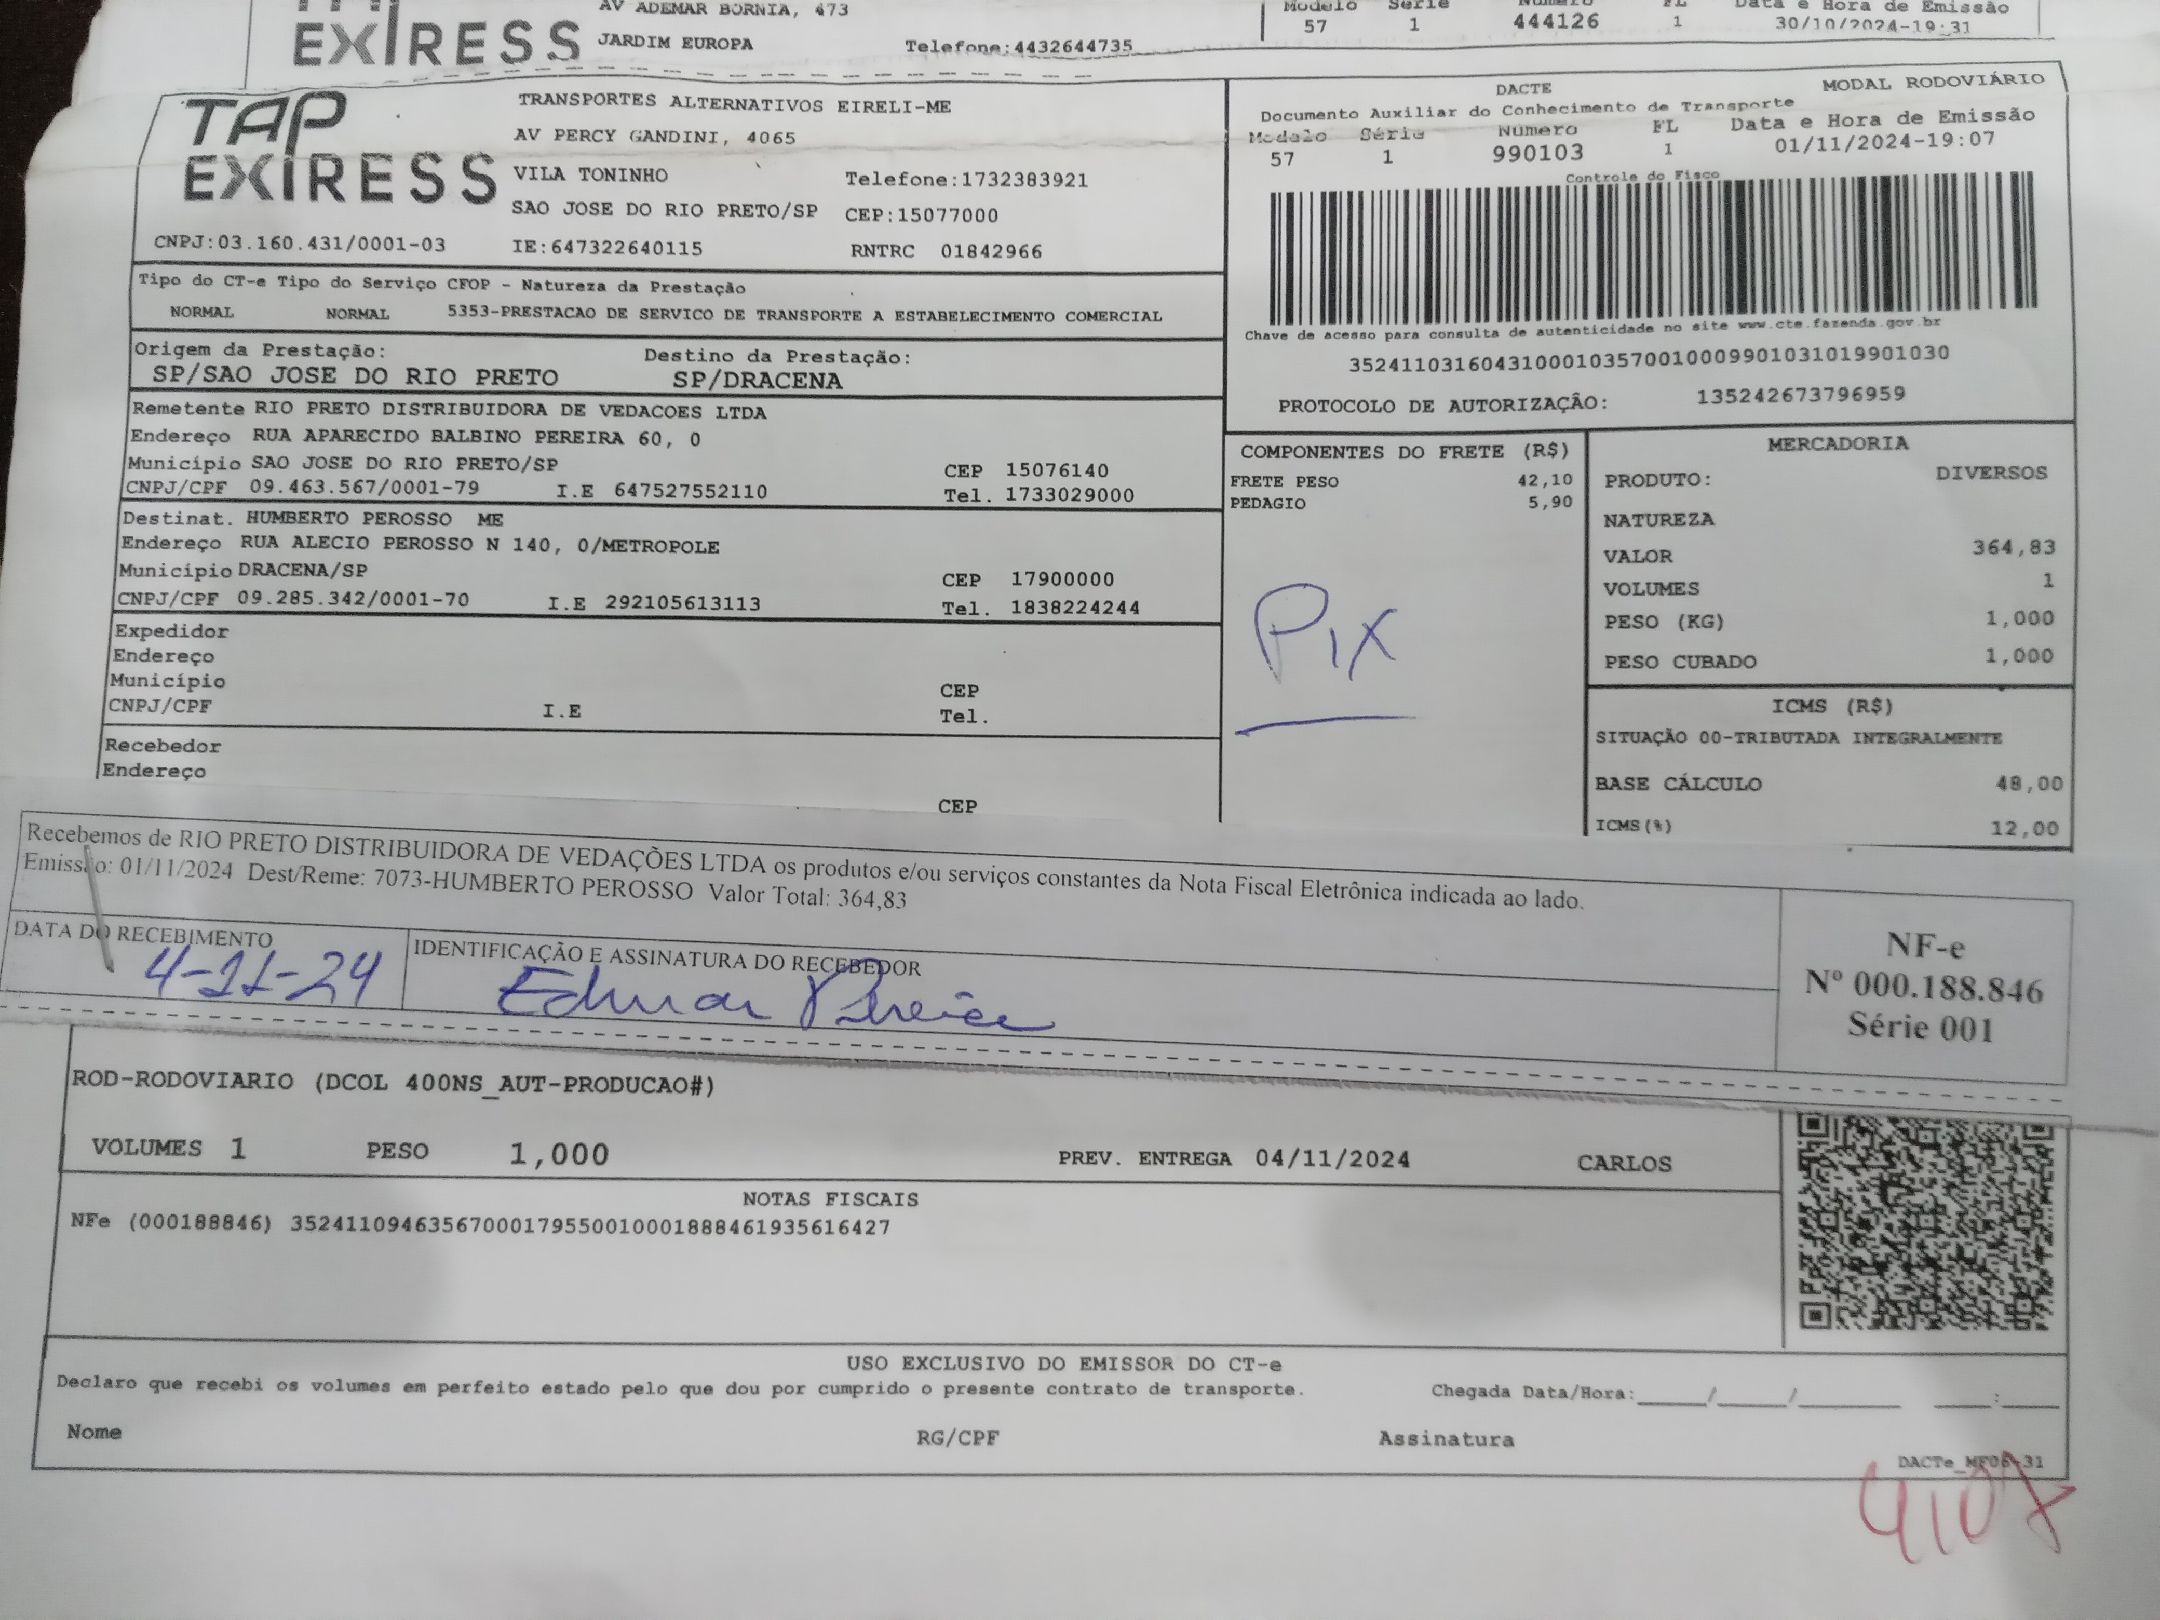 EXPRESS
AV ADEMAR BORNIA, 473
JARDIM EUROPA
Telefone:4432644735
Modelo Série Número FL Data e Hora de Emissão
57 1 444126 1 30/10/2024-19:31
TAP
EXPRESS
TRANSPORTES ALTERNATIVOS EIRELI-ME
AV PERCY GANDINI, 4065
VILA TONINHO
Telefone:1732383921
SAO JOSE DO RIO PRETO/SP CEP:15077000
CNPJ:03.160.431/0001-03 IE:647322640115 RNTRC 01842966
DACTE MODAL RODOVIÁRIO
Documento Auxiliar do Conhecimento de Transporte
Modelo Série Número FL Data e Hora de Emissão
57 1 990103 1 01/11/2024-19:07
Controle do Fisco
Chave de acesso para consulta de autenticidade no site www.cte.fazenda.gov.br
35241103160431000103570010009901031019901030
PROTOCOLO DE AUTORIZAÇÃO: 135242673796959
Tipo do CT-e Tipo do Serviço CFOP - Natureza da Prestação
NORMAL NORMAL 5353-PRESTACAO DE SERVICO DE TRANSPORTE A ESTABELECIMENTO COMERCIAL
Origem da Prestação: Destino da Prestação:
SP/SAO JOSE DO RIO PRETO SP/DRACENA
Remetente RIO PRETO DISTRIBUIDORA DE VEDACOES LTDA
Endereço RUA APARECIDO BALBINO PEREIRA 60, 0
Município SAO JOSE DO RIO PRETO/SP CEP 15076140
CNPJ/CPF 09.463.567/0001-79 I.E 647527552110 Tel. 1733029000
Destinat. HUMBERTO PEROSSO ME
Endereço RUA ALECIO PEROSSO N 140, 0/METROPOLE
Município DRACENA/SP CEP 17900000
CNPJ/CPF 09.285.342/0001-70 I.E 292105613113 Tel. 1838224244
Expedidor
Endereço
Município CEP
CNPJ/CPF I.E Tel.
Recebedor
Endereço
CEP
COMPONENTES DO FRETE (R$)
FRETE PESO 42,10
PEDAGIO 5,90
Pix
MERCADORIA
PRODUTO: DIVERSOS
NATUREZA
VALOR 364,83
VOLUMES 1
PESO (KG) 1,000
PESO CUBADO 1,000
ICMS (R$)
SITUAÇÃO 00-TRIBUTADA INTEGRALMENTE
BASE CÁLCULO 48,00
ICMS(%) 12,00
Recebemos de RIO PRETO DISTRIBUIDORA DE VEDAÇÕES LTDA os produtos e/ou serviços constantes da Nota Fiscal Eletrônica indicada ao lado.
Emissão: 01/11/2024 Dest/Reme: 7073-HUMBERTO PEROSSO Valor Total: 364,83
DATA DO RECEBIMENTO IDENTIFICAÇÃO E ASSINATURA DO RECEBEDOR
4-11-24
NF-e
Nº 000.188.846
Série 001
ROD-RODOVIARIO (DCOL 400NS_AUT-PRODUCAO#)
VOLUMES 1 PESO 1,000 PREV. ENTREGA 04/11/2024 CARLOS
NOTAS FISCAIS
NFe (000188846) 35241109463567000179550010001888461935616427
USO EXCLUSIVO DO EMISSOR DO CT-e
Declaro que recebi os volumes em perfeito estado pelo que dou por cumprido o presente contrato de transporte. Chegada Data/Hora:____/____/______ ___:___
Nome RG/CPF Assinatura